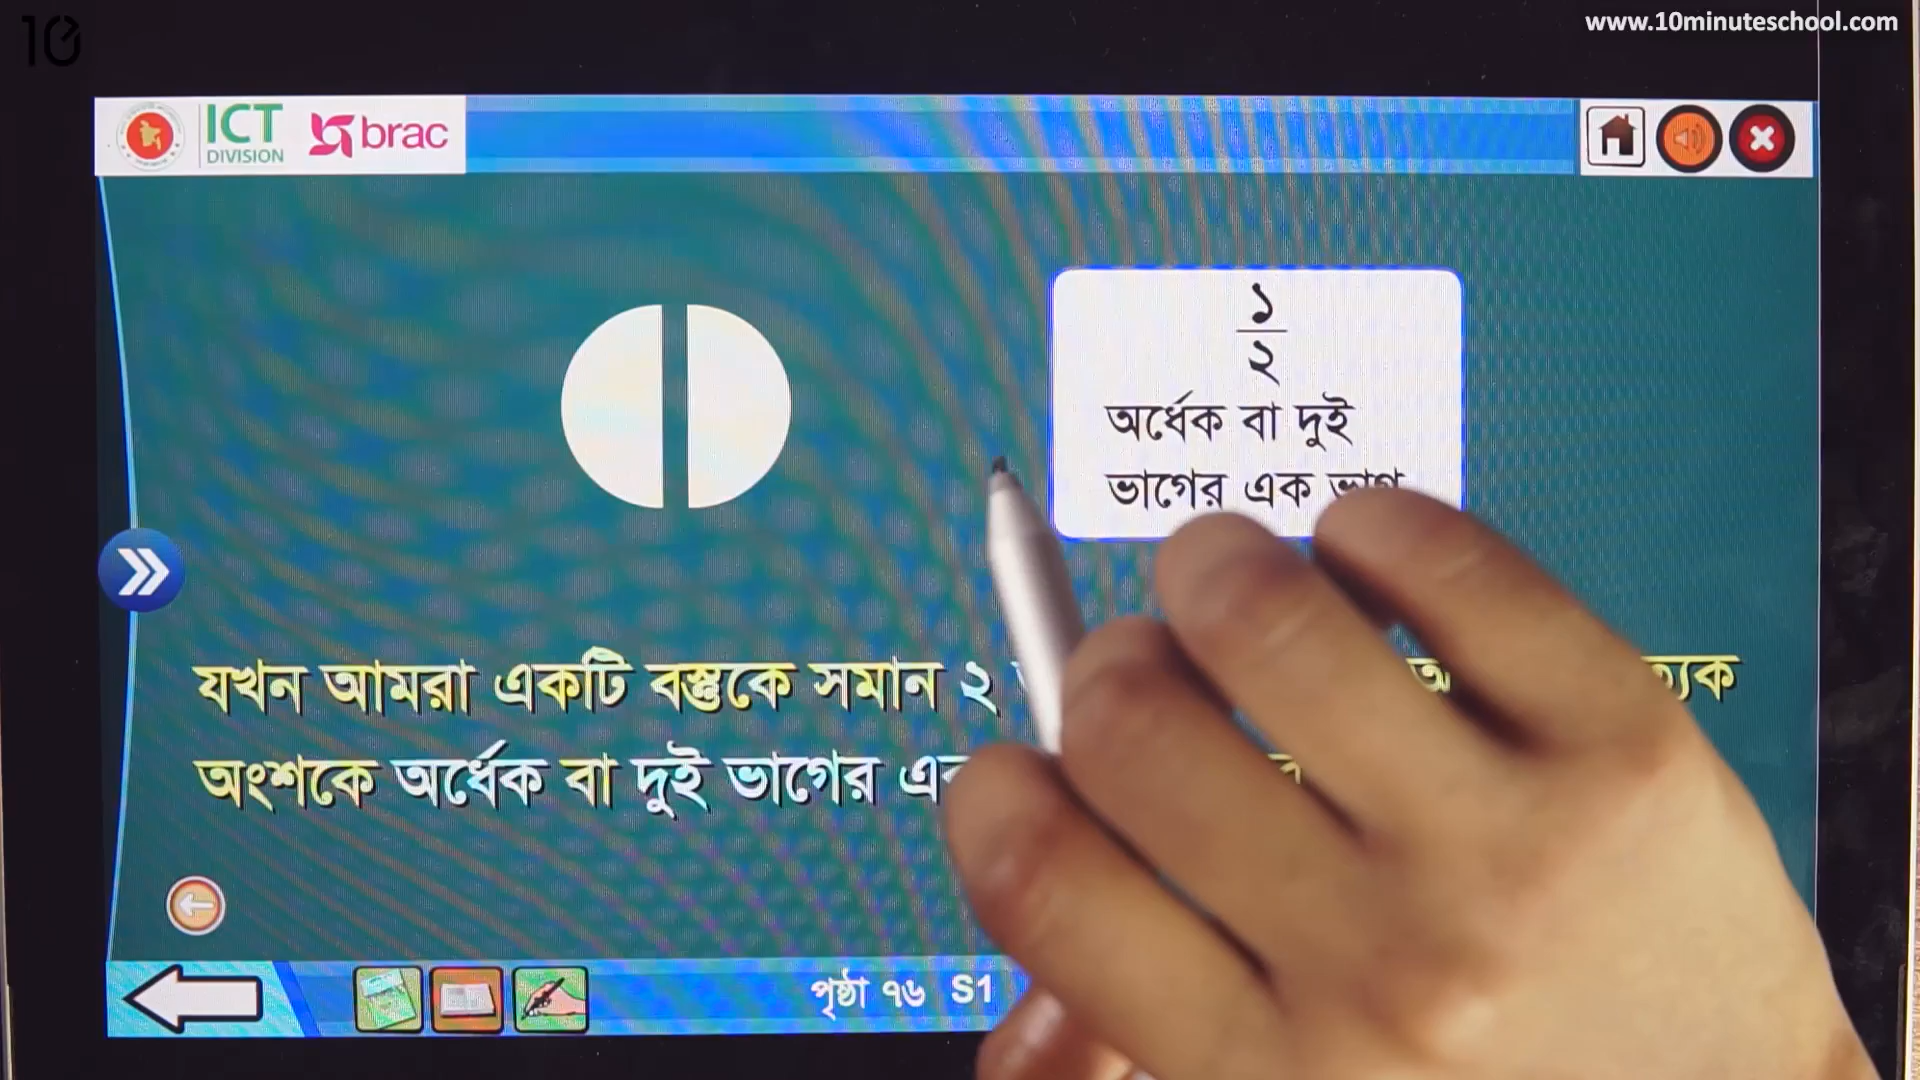 10
www.10minuteschool.com
ICT
DIVISION
brac
১
২
অর্ধেক বা দুই
ভাগের এক ভাগ
যখন আমরা একটি বস্তুকে সমান ২
অংশকে অর্ধেক বা দুই ভাগের
পৃষ্ঠা ৭৬ S1